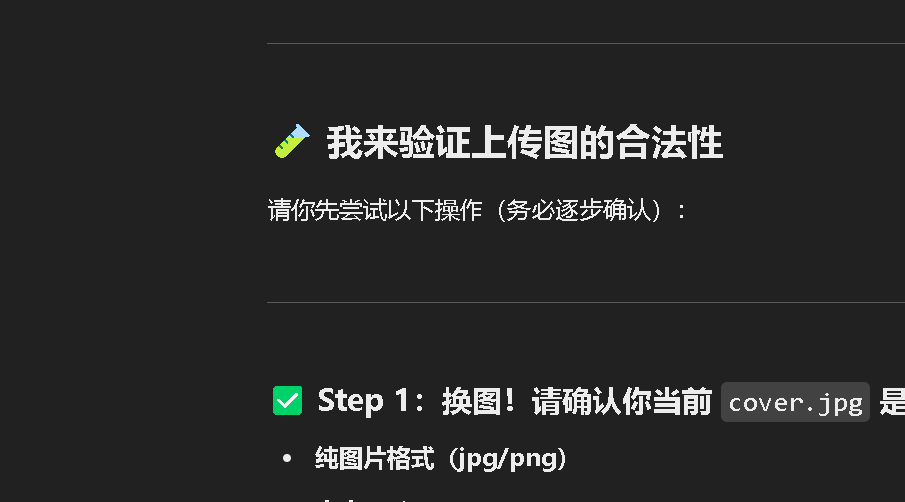 我来验证上传图的合法性
请你先尝试以下操作（务必逐步确认）：
Step 1：换图！请确认你当前 cover.jpg 是
纯图片格式（jpg/png）